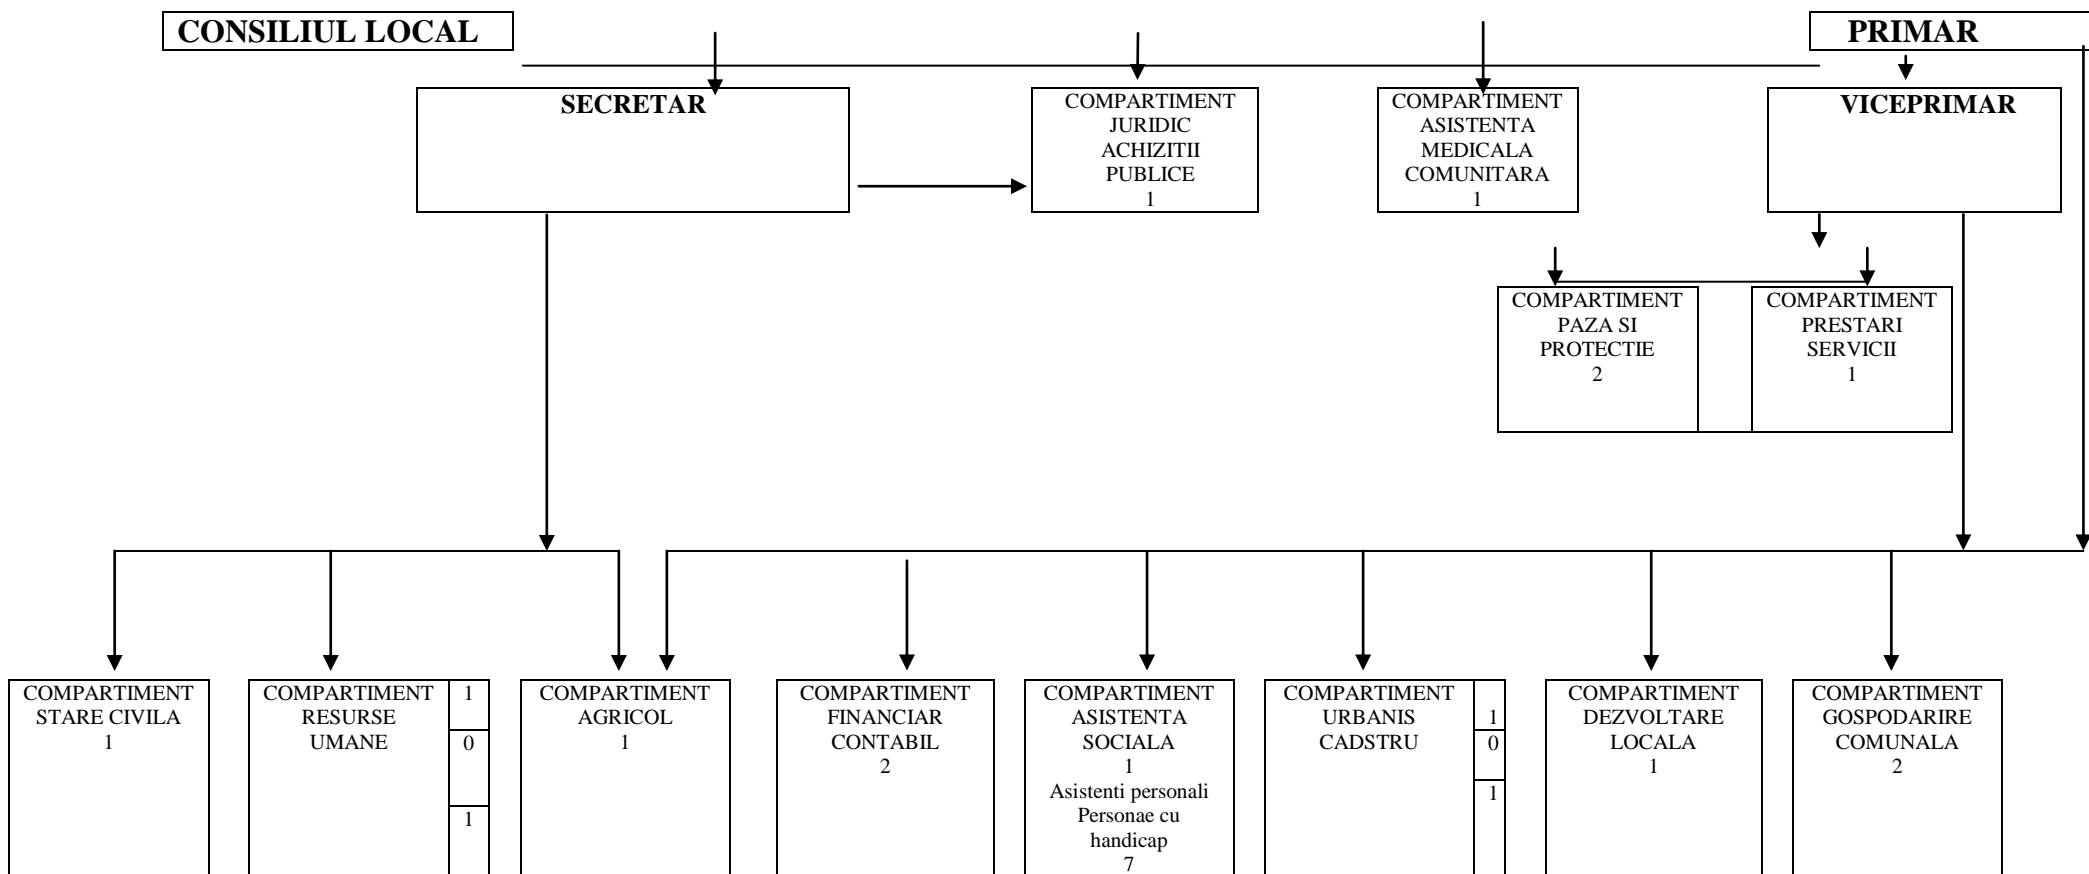 CONSILIUL LOCAL
PRIMAR
SECRETAR
COMPARTIMENT
JURIDIC
ACHIZITII
PUBLICE
1
COMPARTIMENT
ASISTENTA
MEDICALA
COMUNITARA
1
VICEPRIMAR
COMPARTIMENT
PAZA SI
PROTECTIE
2
COMPARTIMENT
PRESTARI
SERVICII
1
COMPARTIMENT
STARE CIVILA
1
COMPARTIMENT
RESURSE
UMANE
1
0
1
COMPARTIMENT
AGRICOL
1
COMPARTIMENT
FINANCIAR
CONTABIL
2
COMPARTIMENT
ASISTENTA
SOCIALA
1
Asistenti personali
Personae cu
handicap
7
COMPARTIMENT
URBANIS
CADSTRU
1
0
1
COMPARTIMENT
DEZVOLTARE
LOCALA
1
COMPARTIMENT
GOSPODARIRE
COMUNALA
2